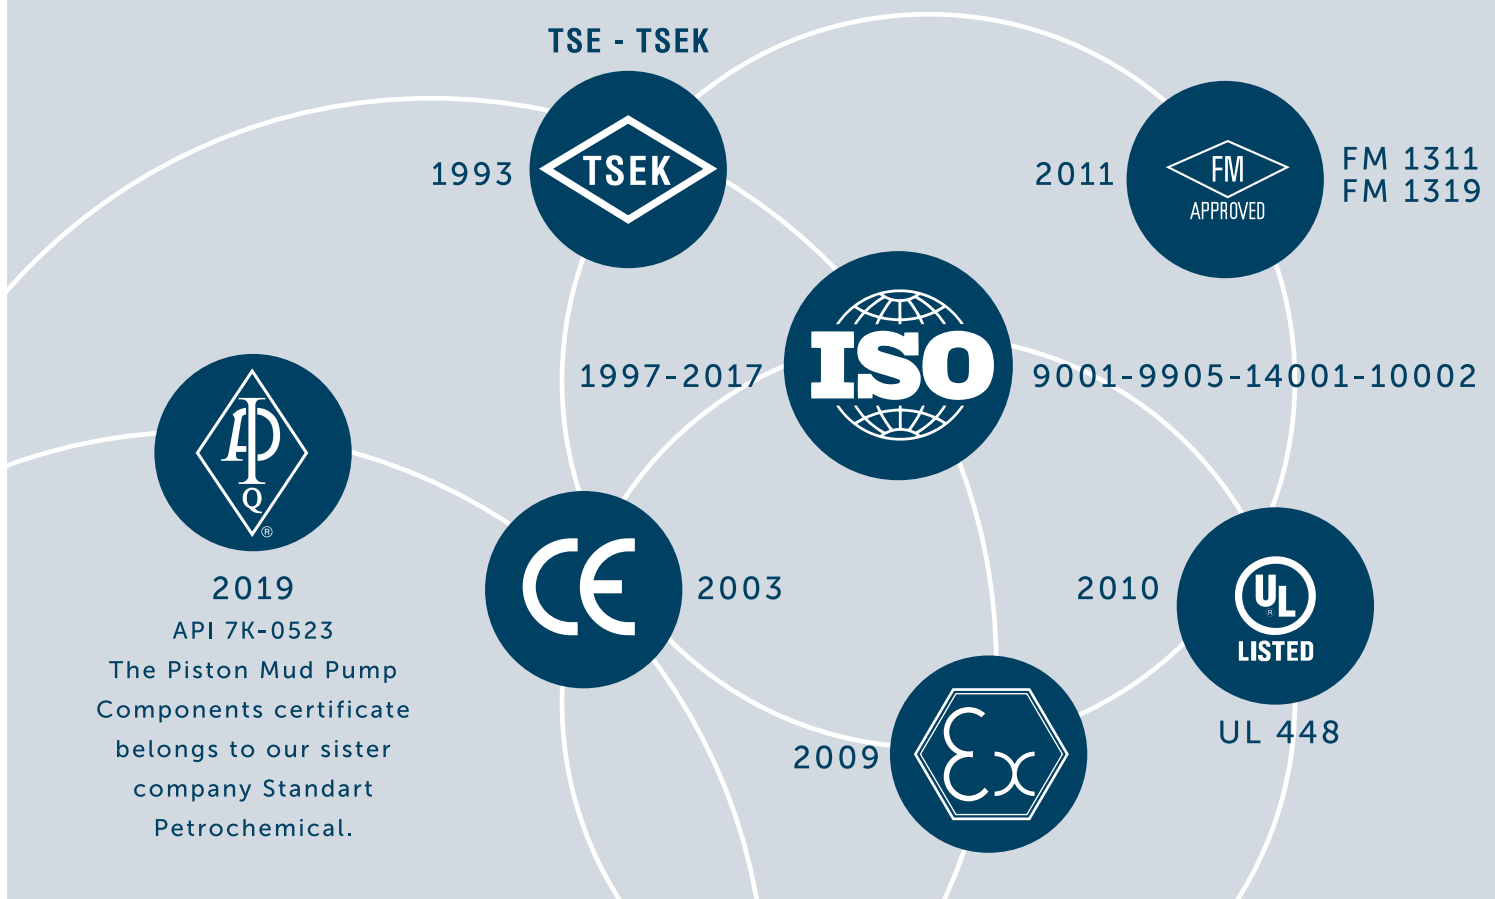 TSE - TSEK
1993
TSEK
2011
FM
APPROVED
FM 1311
FM 1319
1997-2017
ISO
9001-9905-14001-10002
API
Q
®
2019
API 7K-0523
The Piston Mud Pump
Components certificate
belongs to our sister
company Standart
Petrochemical.
CE
2003
2010
UL
®
LISTED
UL 448
2009
Ex